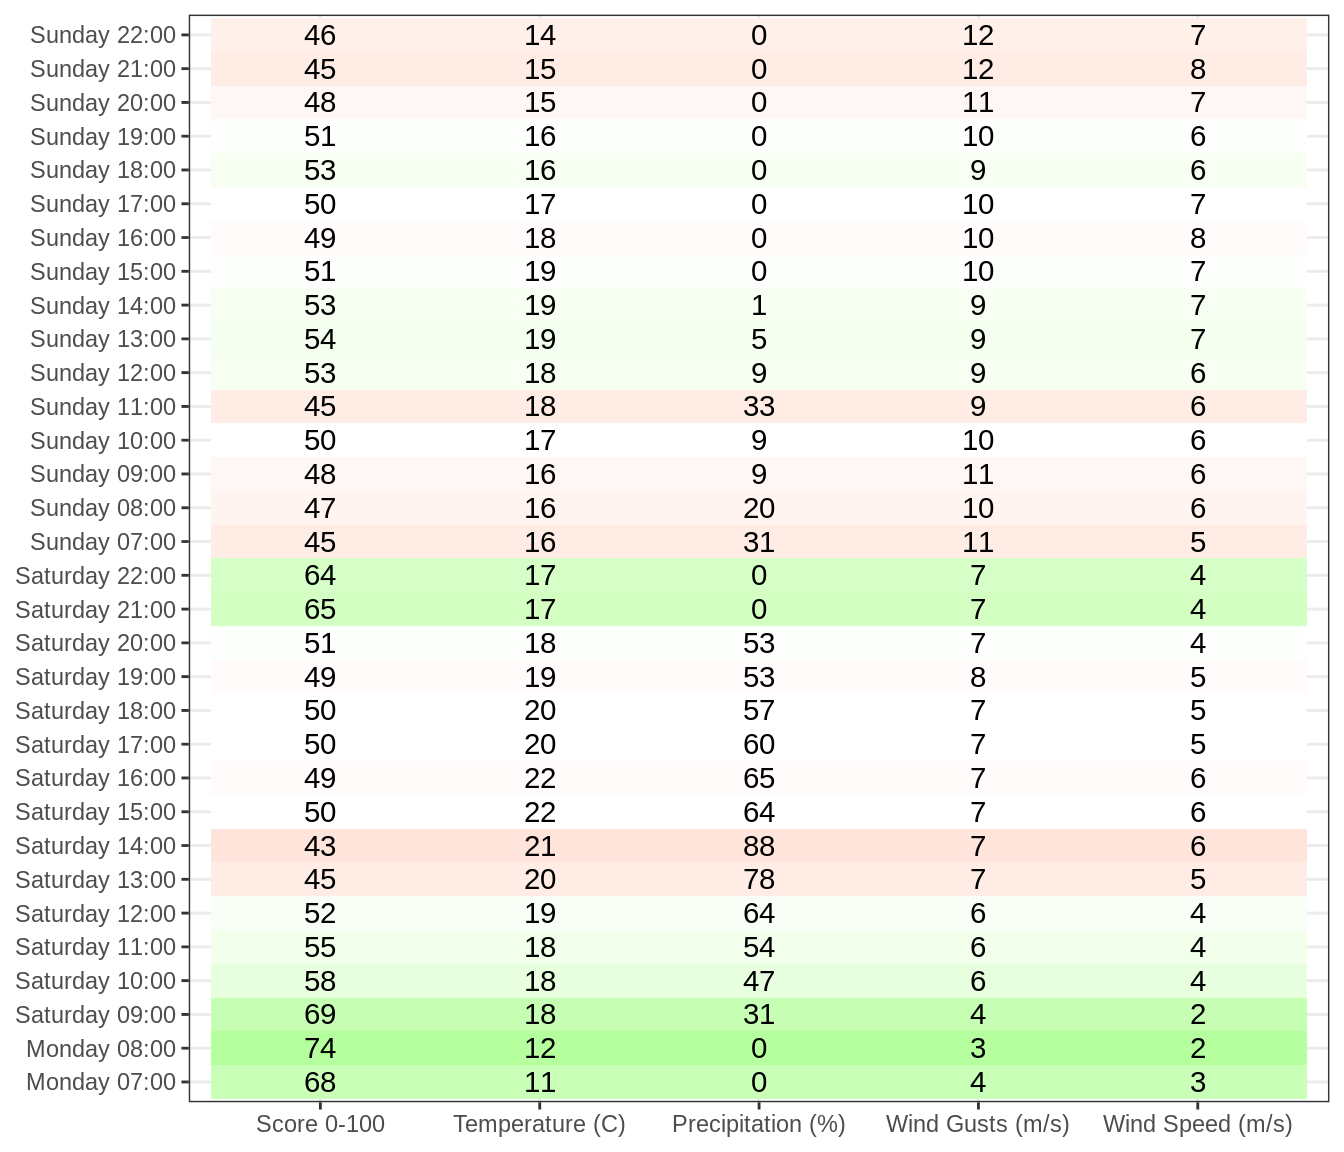 Sunday 22:00 46 14 0 12 7
Sunday 21:00 45 15 0 12 8
Sunday 20:00 48 15 0 11 7
Sunday 19:00 51 16 0 10 6
Sunday 18:00 53 16 0 9 6
Sunday 17:00 50 17 0 10 7
Sunday 16:00 49 18 0 10 8
Sunday 15:00 51 19 0 10 7
Sunday 14:00 53 19 1 9 7
Sunday 13:00 54 19 5 9 7
Sunday 12:00 53 18 9 9 6
Sunday 11:00 45 18 33 9 6
Sunday 10:00 50 17 9 10 6
Sunday 09:00 48 16 9 11 6
Sunday 08:00 47 16 20 10 6
Sunday 07:00 45 16 31 11 5
Saturday 22:00 64 17 0 7 4
Saturday 21:00 65 17 0 7 4
Saturday 20:00 51 18 53 7 4
Saturday 19:00 49 19 53 8 5
Saturday 18:00 50 20 57 7 5
Saturday 17:00 50 20 60 7 5
Saturday 16:00 49 22 65 7 6
Saturday 15:00 50 22 64 7 6
Saturday 14:00 43 21 88 7 6
Saturday 13:00 45 20 78 7 5
Saturday 12:00 52 19 64 6 4
Saturday 11:00 55 18 54 6 4
Saturday 10:00 58 18 47 6 4
Saturday 09:00 69 18 31 4 2
Monday 08:00 74 12 0 3 2
Monday 07:00 68 11 0 4 3
Score 0-100 Temperature (C) Precipitation (%) Wind Gusts (m/s) Wind Speed (m/s)